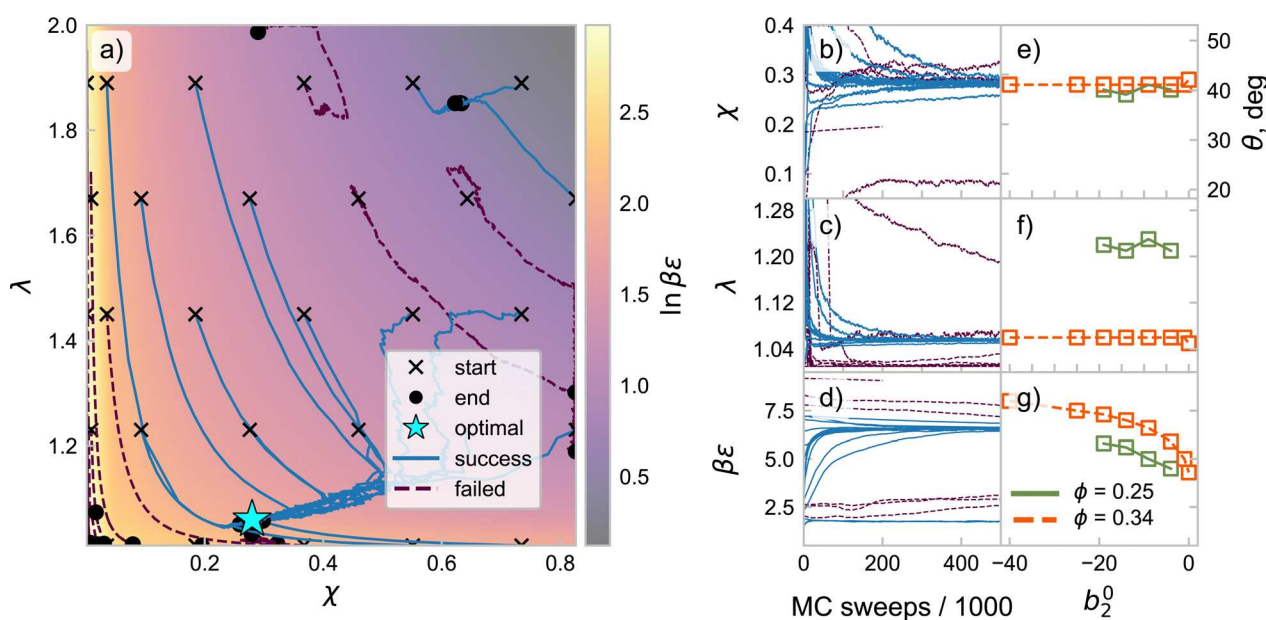 a)
2.0
1.8
1.6
1.4
1.2
λ
0.2
0.4
0.6
0.8
χ
start
end
optimal
success
failed
2.5
2.0
1.5
1.0
0.5
ln βε
b)
0.4
0.3
0.2
0.1
χ
e)
50
40
30
20
θ, deg
c)
1.28
1.20
1.12
1.04
λ
f)
d)
7.5
5.0
2.5
βε
g)
ϕ = 0.25
ϕ = 0.34
0
200
400
MC sweeps / 1000
−40
−20
0
b₂⁰